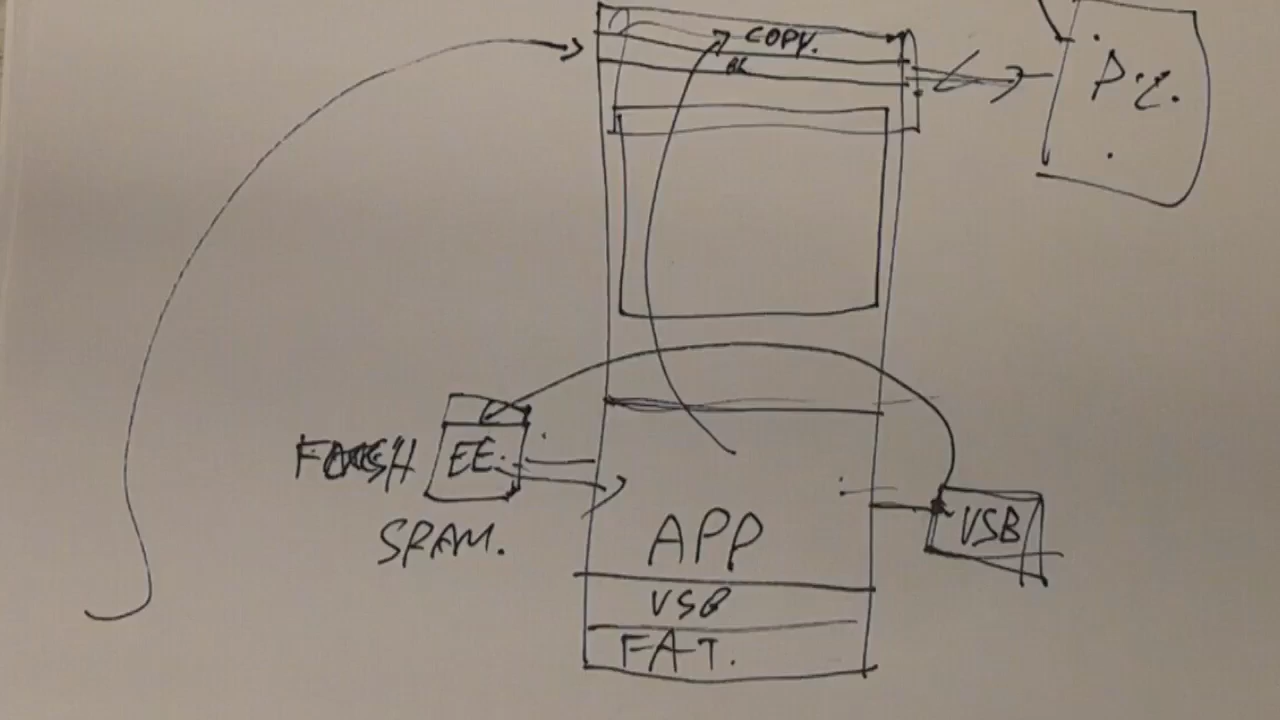 COPY.
P.C.
FLASH
EE.
SRAM.
APP
USB
USB
FAT.